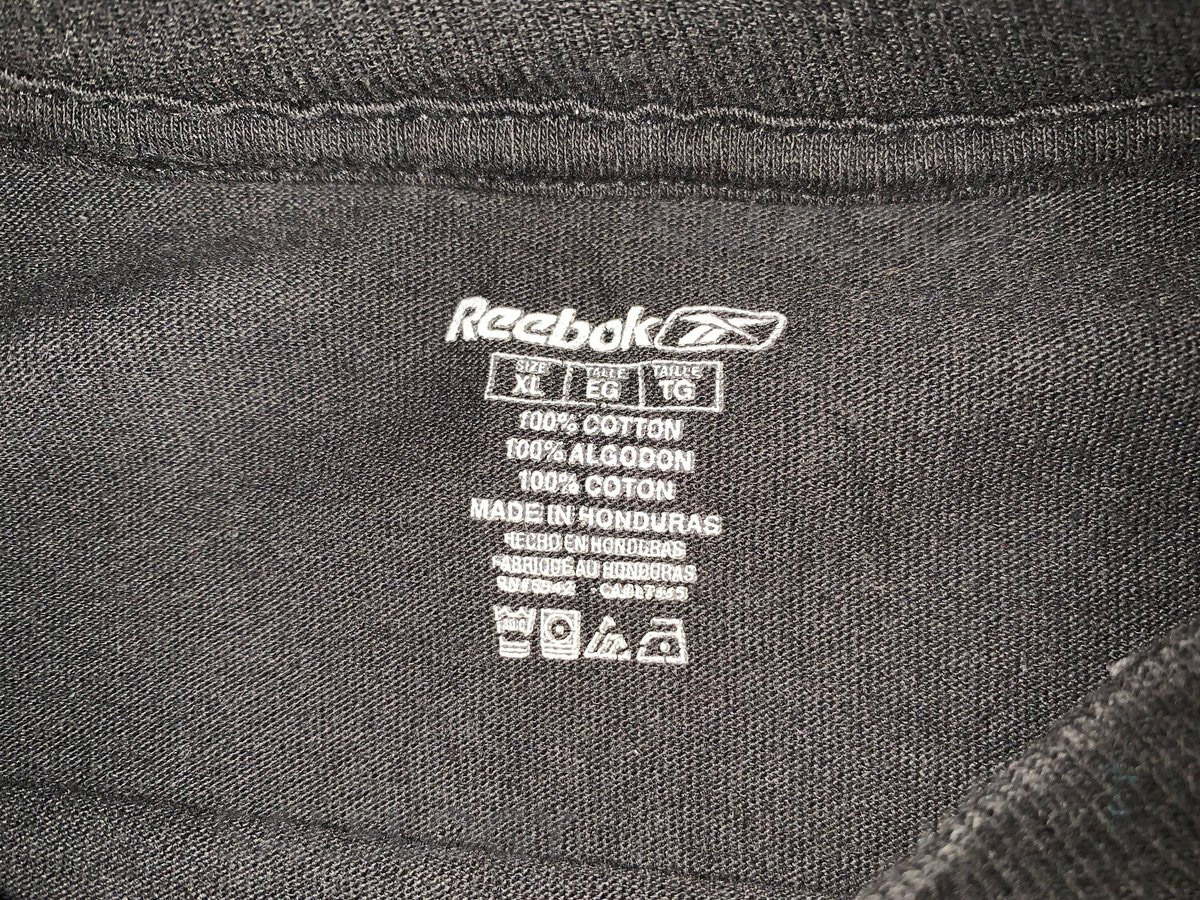 Reebok
SIZE TALLE TAILLE
XL EG TG
100% COTTON
100% ALGODON
100% COTON
MADE IN HONDURAS
HECHO EN HONDURAS
FABRIQUE AU HONDURAS